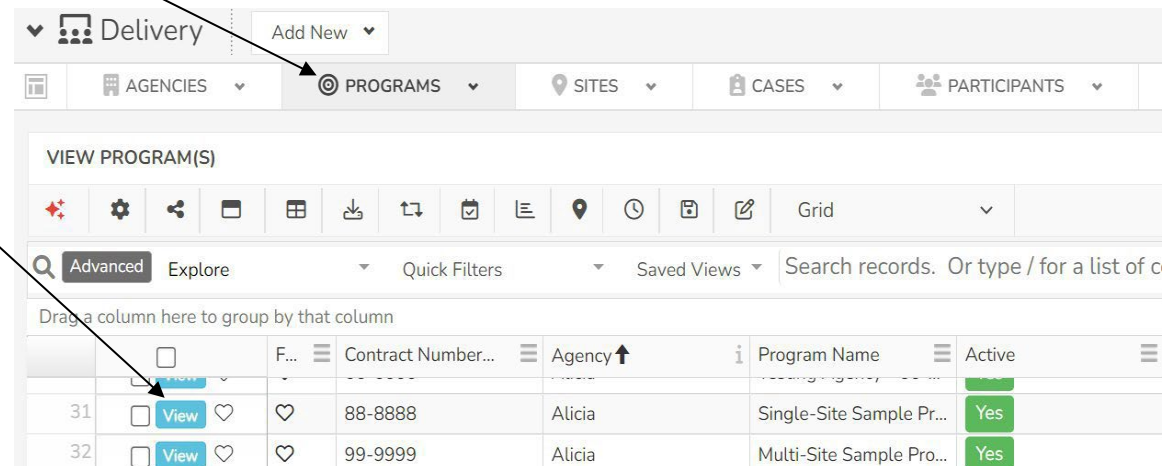 Delivery Add New
AGENCIES PROGRAMS SITES CASES PARTICIPANTS
VIEW PROGRAM(S)
Grid
Advanced Explore Quick Filters Saved Views Search records. Or type / for a list of c
Drag a column here to group by that column
F... Contract Number... Agency Program Name Active
31 View 88-8888 Alicia Single-Site Sample Pr... Yes
32 View 99-9999 Alicia Multi-Site Sample Pro... Yes